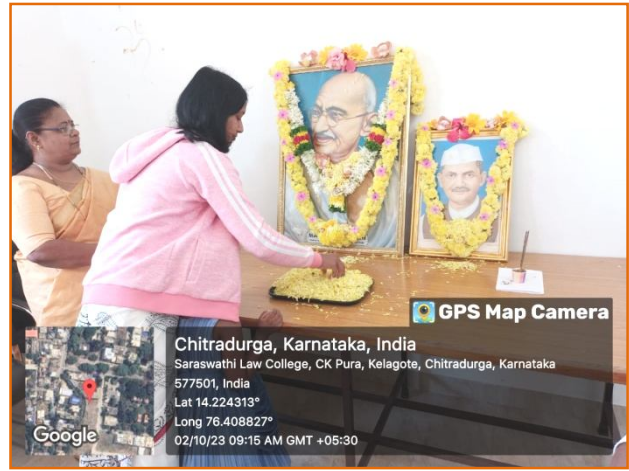 GPS Map Camera
Chitradurga, Karnataka, India
Saraswathi Law College, CK Pura, Kelagote, Chitradurga, Karnataka
577501, India
Lat 14.224313°
Long 76.408827°
02/10/23 09:15 AM GMT +05:30
Google